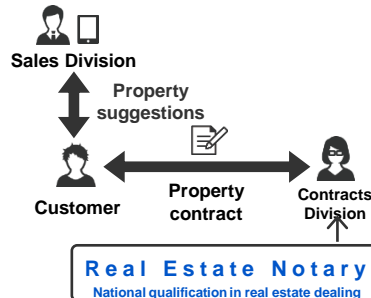 Sales Division
Property
suggestions
Customer
Property
contract
Contracts
Division
Real Estate Notary
National qualification in real estate dealing